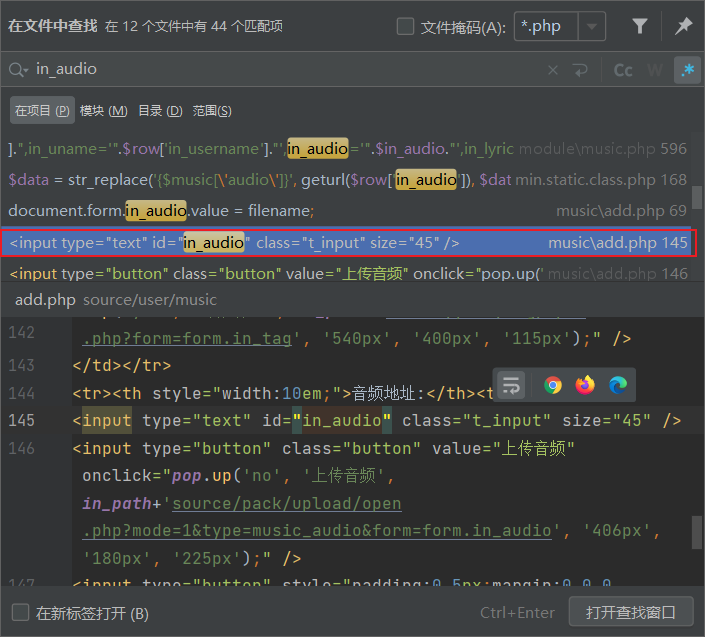 在文件中查找 在 12 个文件中有 44 个匹配项 文件掩码(A): *.php
in_audio Cc W .*
在项目 (P) 模块 (M) 目录 (D) 范围(S)
].",in_uname='".$row['in_username']."',in_audio='".$in_audio."',in_lyric module\music.php 596
$data = str_replace('{$music[\'audio\']}', geturl($row['in_audio']), $dat min.static.class.php 168
document.form.in_audio.value = filename; music\add.php 69
<input type="text" id="in_audio" class="t_input" size="45" /> music\add.php 145
<input type="button" class="button" value="上传音频" onclick="pop.up(' music\add.php 146
add.php source/user/music
142 .php?form=form.in_tag', '540px', '400px', '115px');" />
143 </td></tr>
144 <tr><th style="width:10em;">音频地址:</th><t
145 <input type="text" id="in_audio" class="t_input" size="45" />
146 <input type="button" class="button" value="上传音频"
onclick="pop.up('no', '上传音频',
in_path+'source/pack/upload/open
.php?mode=1&type=music_audio&form=form.in_audio', '406px',
'180px', '225px');" />
147 <input type="button" style="padding:0 5px;margin:0 0 0
在新标签打开 (B) Ctrl+Enter 打开查找窗口